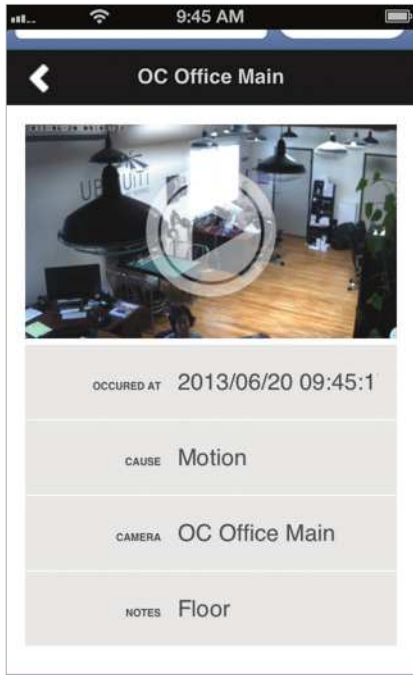 9:45 AM
OC Office Main
UBIQUITI
OCCURED AT 2013/06/20 09:45:1
CAUSE Motion
CAMERA OC Office Main
NOTES Floor